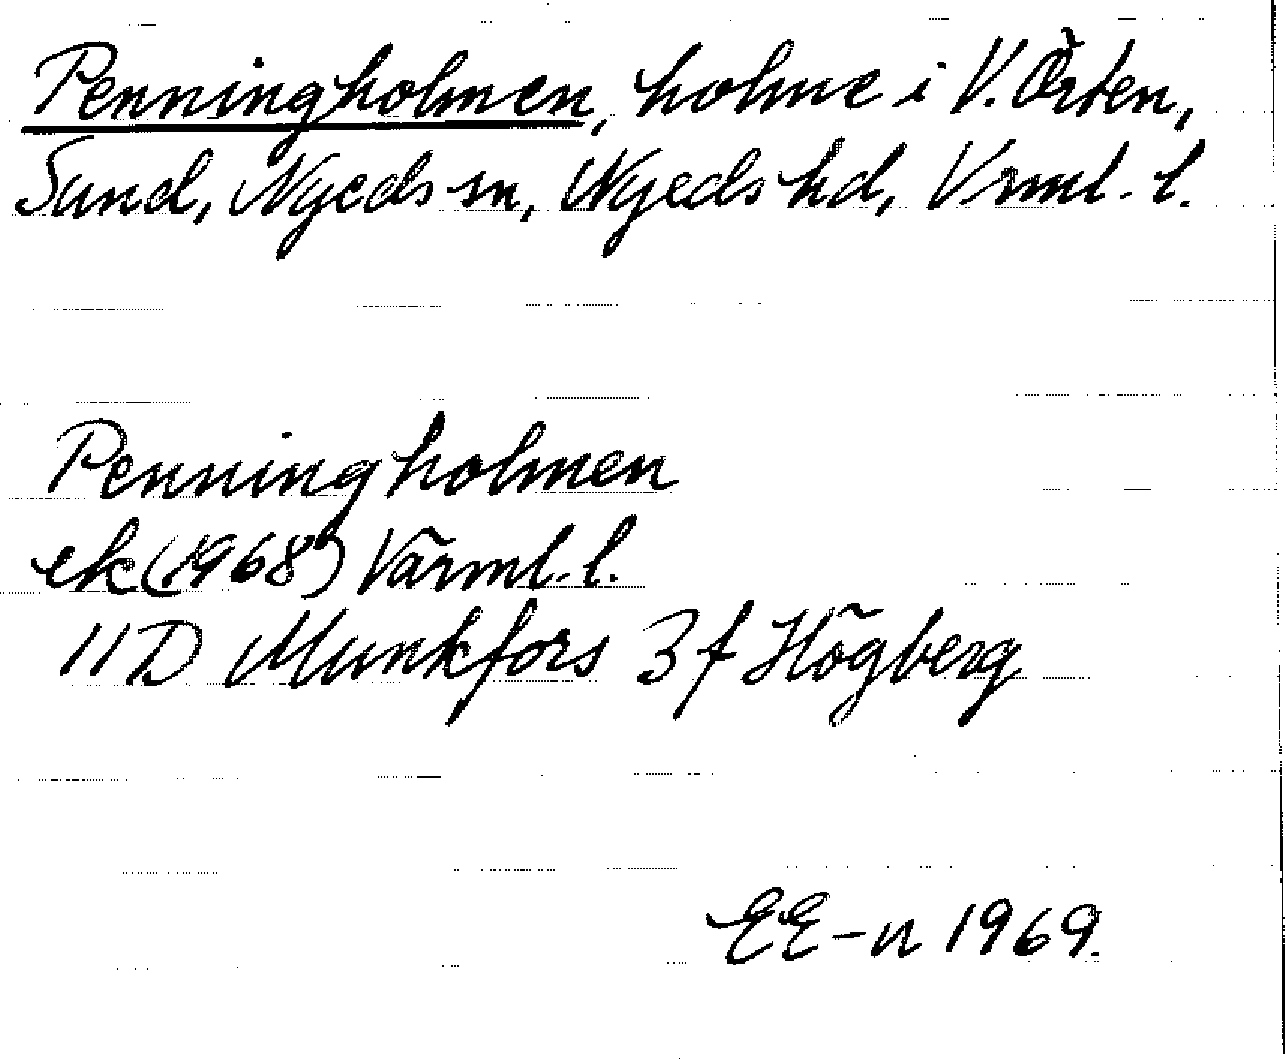 Penningholmen, holme i V. Örten,
Sund, Nyeds sn, Nyeds hd, Vrml. l.
Penningholmen
ek (1968) Värml. l.
11D Munkfors 3f Högberg
EE-n 1969.